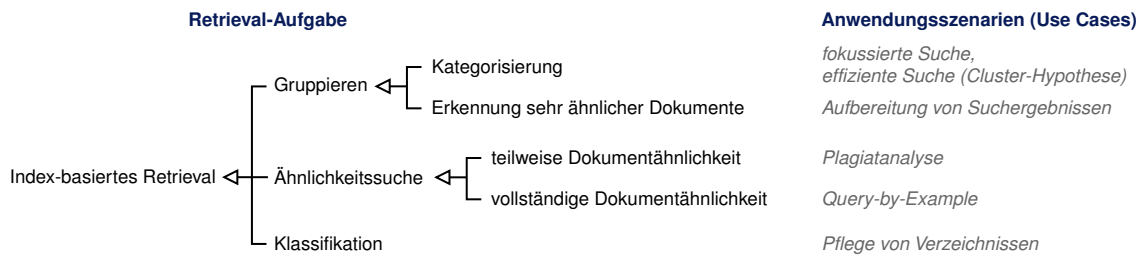 Retrieval-Aufgabe
Anwendungsszenarien (Use Cases)
Kategorisierung
fokussierte Suche,
effiziente Suche (Cluster-Hypothese)
Gruppieren
Erkennung sehr ähnlicher Dokumente
Aufbereitung von Suchergebnissen
teilweise Dokumentähnlichkeit
Plagiatanalyse
Index-basiertes Retrieval
Ähnlichkeitssuche
vollständige Dokumentähnlichkeit
Query-by-Example
Klassifikation
Pflege von Verzeichnissen